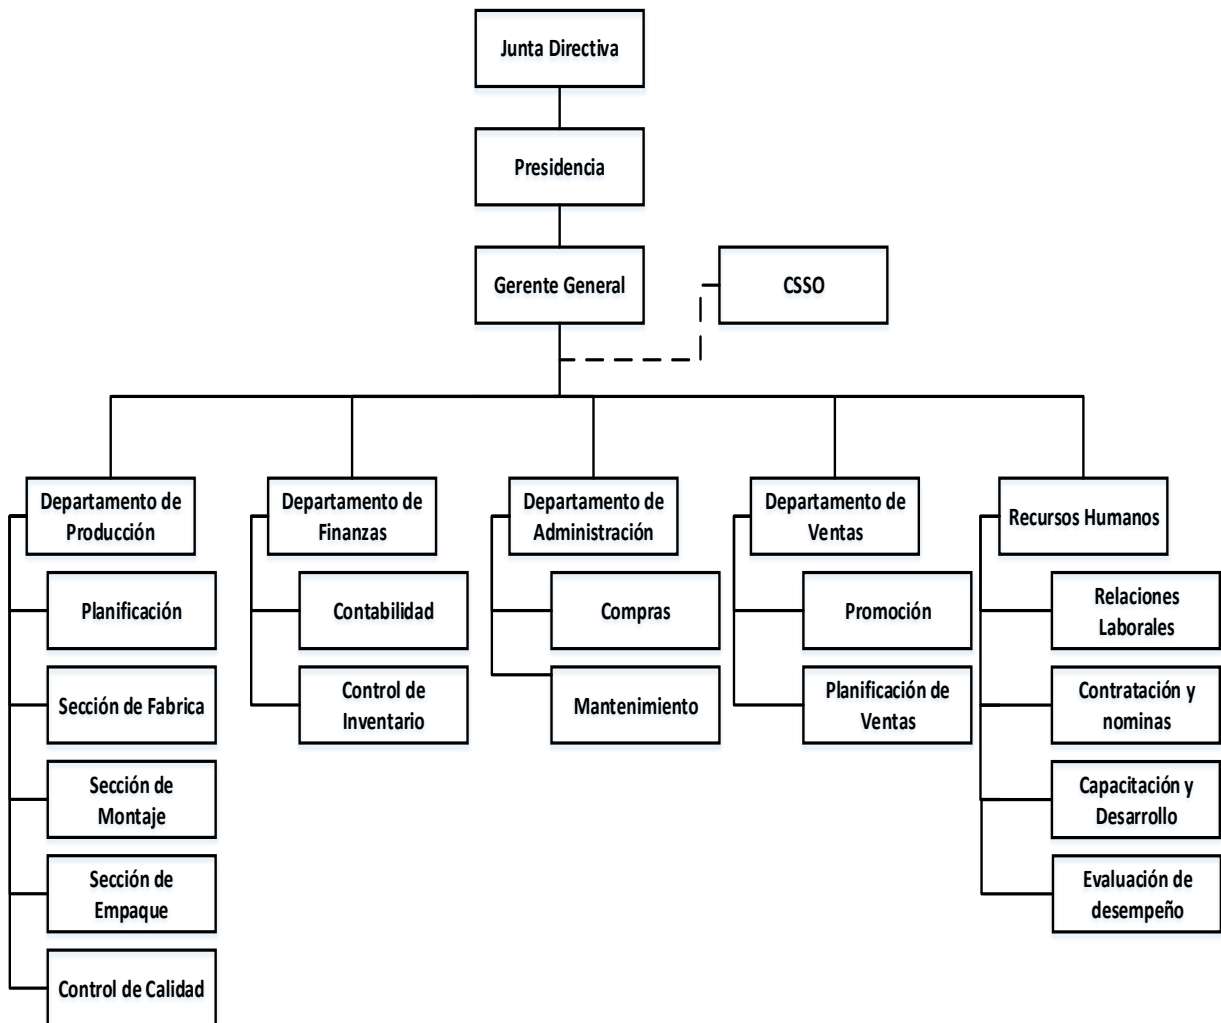 Junta Directiva
Presidencia
Gerente General
CSSO
Departamento de
Producción
Departamento de
Finanzas
Departamento de
Administración
Departamento de
Ventas
Recursos Humanos
Planificación
Contabilidad
Compras
Promoción
Relaciones
Laborales
Sección de Fabrica
Control de
Inventario
Mantenimiento
Planificación de
Ventas
Contratación y
nominas
Sección de
Montaje
Capacitación y
Desarrollo
Sección de
Empaque
Evaluación de
desempeño
Control de Calidad